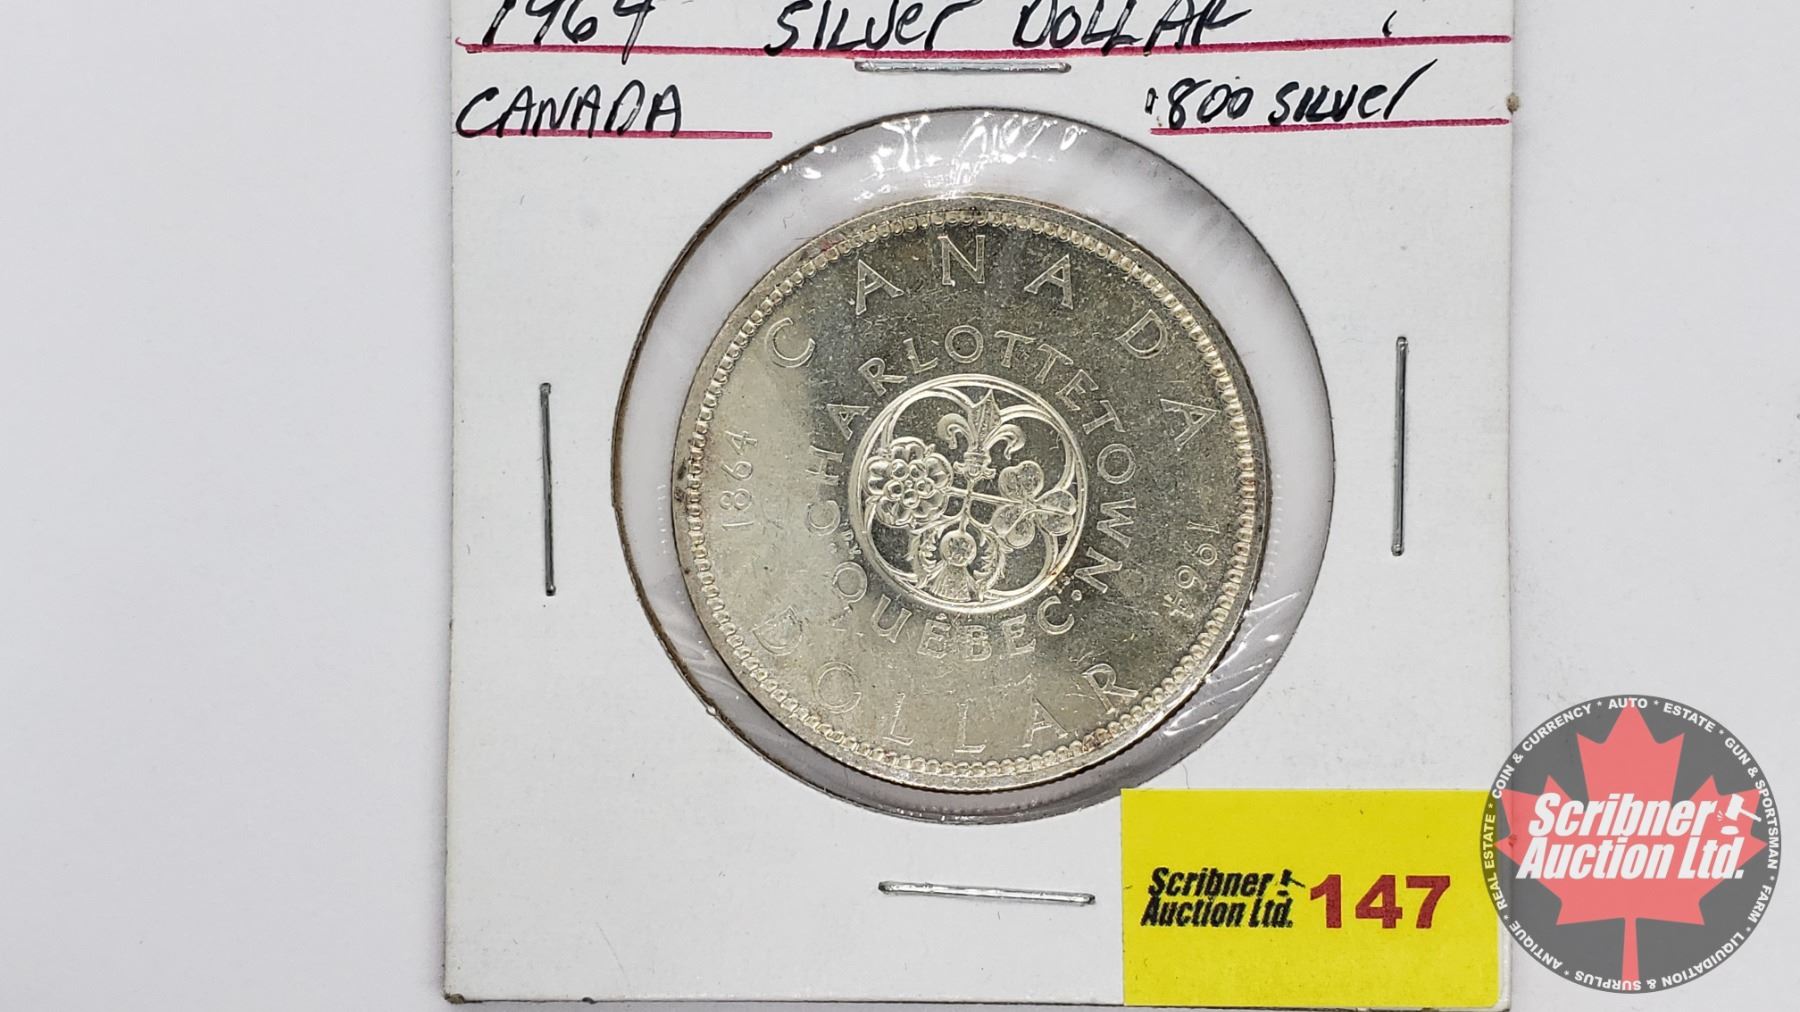 1964 SILVER DOLLAR
CANADA
.800 SILVER
CANADA
1864
CHARLOTTETOWN
1964
QUÉBEC
DOLLAR
Scribner
Auction Ltd.
147
COIN & CURRENCY * AUTO * ESTATE * GUN & SPORTSMAN * FARM * LIQUIDATION & SURPLUS * ANTIQUE * REAL ESTATE *
Scribner
Auction Ltd.